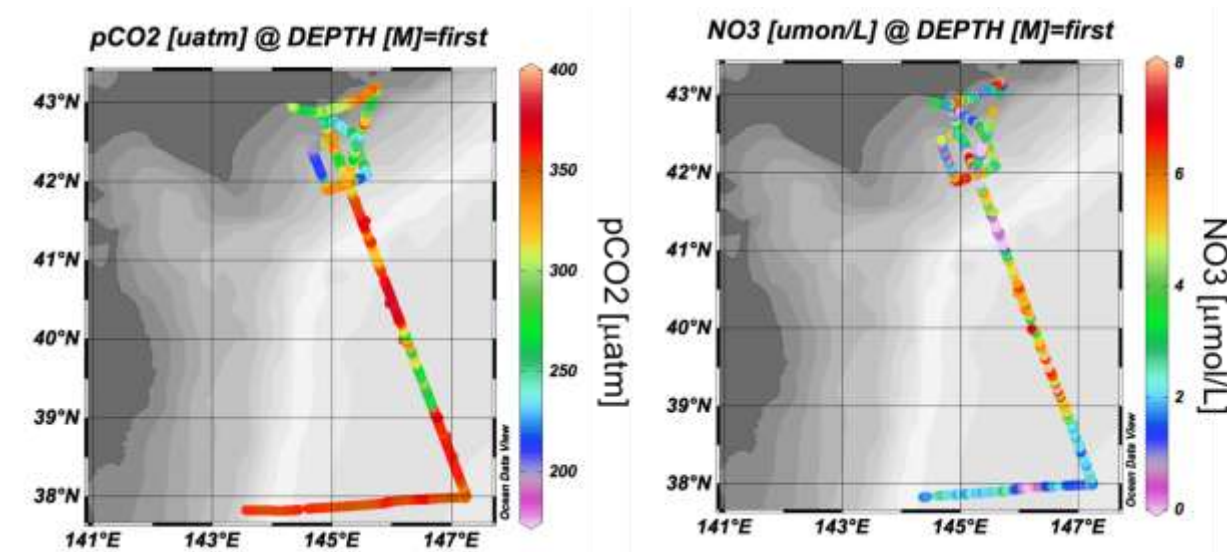 pCO2 [uatm] @ DEPTH [M]=first
43°N
42°N
41°N
40°N
39°N
38°N
141°E
143°E
145°E
147°E
Ocean Data View
400
350
300
250
200
pCO2 [µatm]
NO3 [umon/L] @ DEPTH [M]=first
43°N
42°N
41°N
40°N
39°N
38°N
141°E
143°E
145°E
147°E
Ocean Data View
8
6
4
2
0
NO3 [µmol/L]